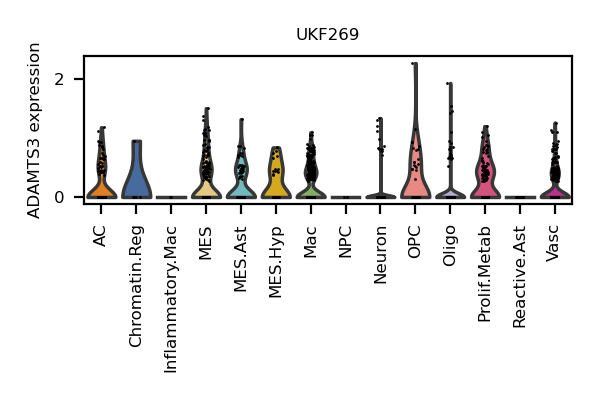 UKF269
ADAMTS3 expression
2
0
AC
Chromatin.Reg
Inflammatory.Mac
MES
MES.Ast
MES.Hyp
Mac
NPC
Neuron
OPC
Oligo
Prolif.Metab
Reactive.Ast
Vasc